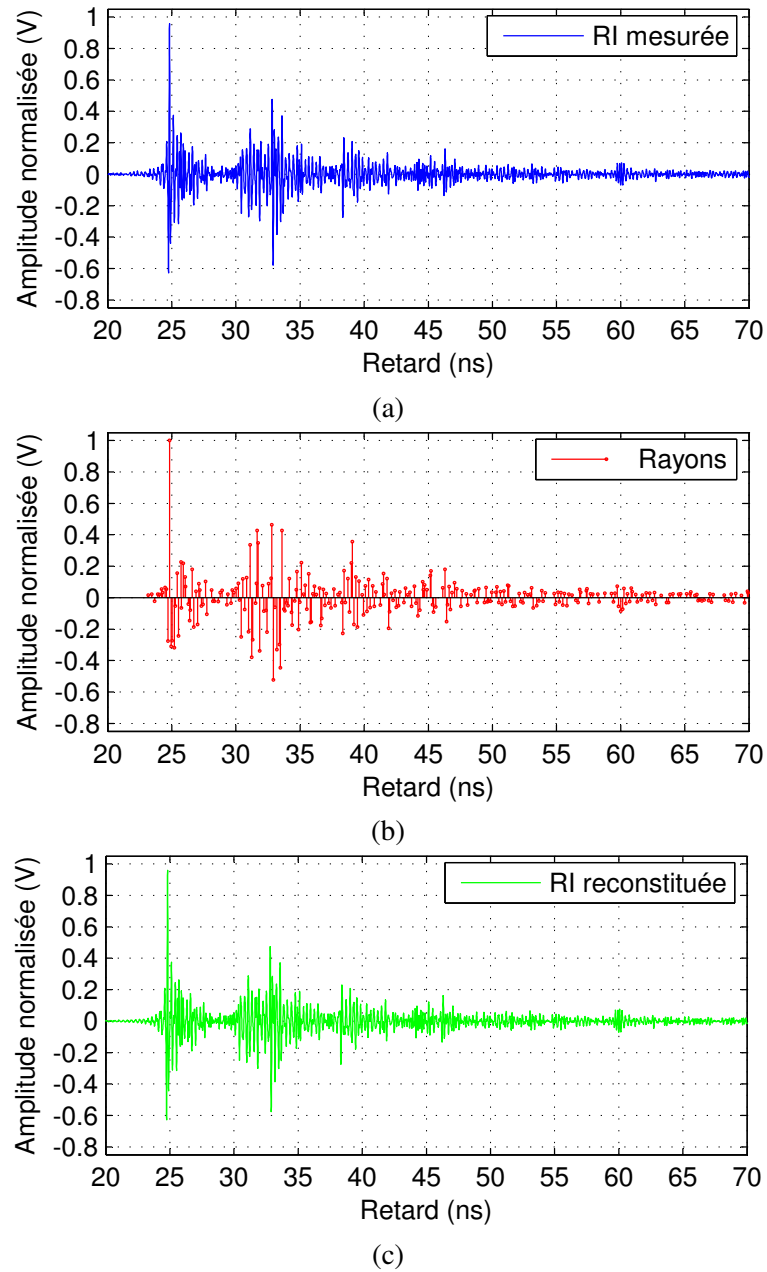 1
0.8
0.6
0.4
0.2
0
-0.2
-0.4
-0.6
-0.8
Amplitude normalisée (V)
RI mesurée
20 25 30 35 40 45 50 55 60 65 70
Retard (ns)
(a)
1
0.8
0.6
0.4
0.2
0
-0.2
-0.4
-0.6
-0.8
Amplitude normalisée (V)
Rayons
20 25 30 35 40 45 50 55 60 65 70
Retard (ns)
(b)
1
0.8
0.6
0.4
0.2
0
-0.2
-0.4
-0.6
-0.8
Amplitude normalisée (V)
RI reconstituée
20 25 30 35 40 45 50 55 60 65 70
Retard (ns)
(c)